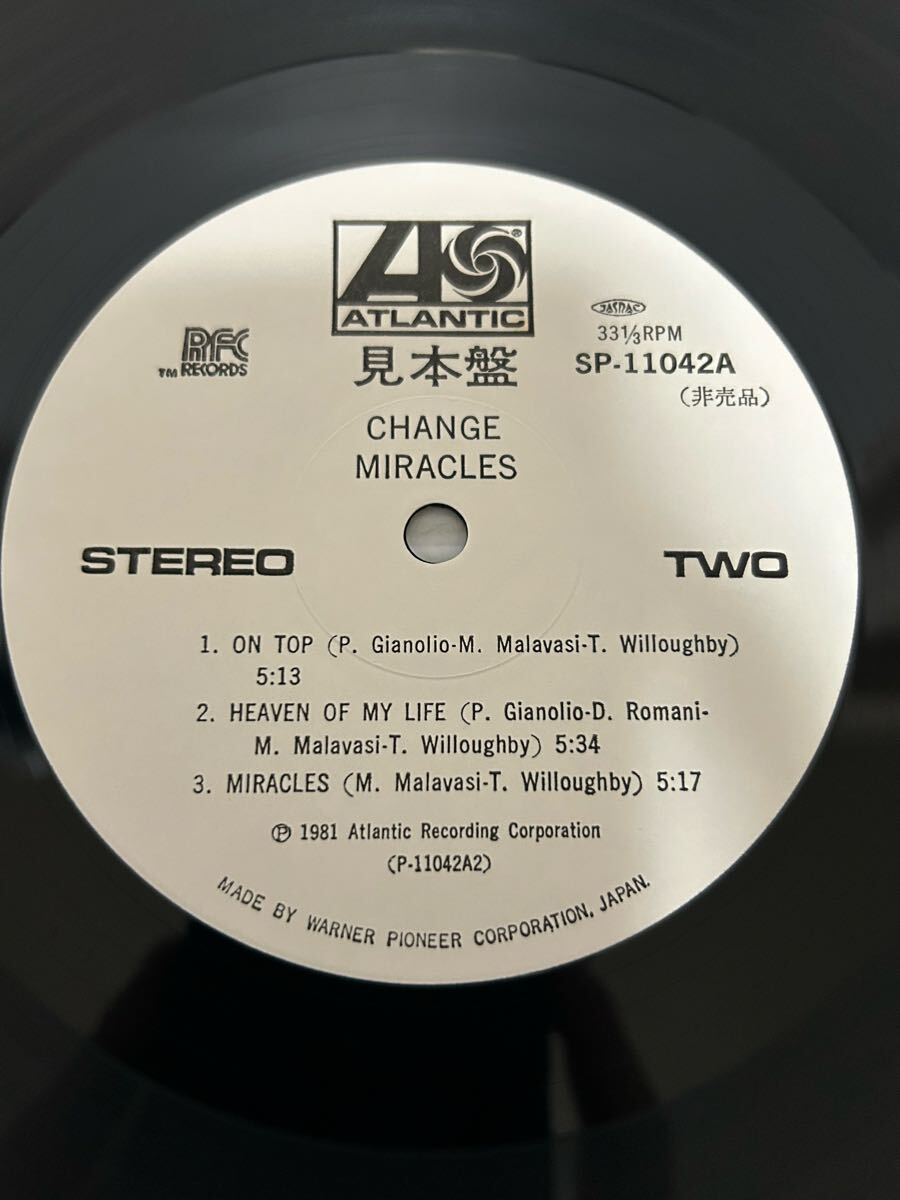 ATLANTIC
®
RFC
™ RECORDS
JASRAC
33⅓RPM
見本盤
SP-11042A
（非売品）
CHANGE
MIRACLES
STEREO
TWO
1. ON TOP (P. Gianolio-M. Malavasi-T. Willoughby)
5:13
2. HEAVEN OF MY LIFE (P. Gianolio-D. Romani-
M. Malavasi-T. Willoughby) 5:34
3. MIRACLES (M. Malavasi-T. Willoughby) 5:17
℗ 1981 Atlantic Recording Corporation
(P-11042A2)
MADE BY WARNER PIONEER CORPORATION, JAPAN.